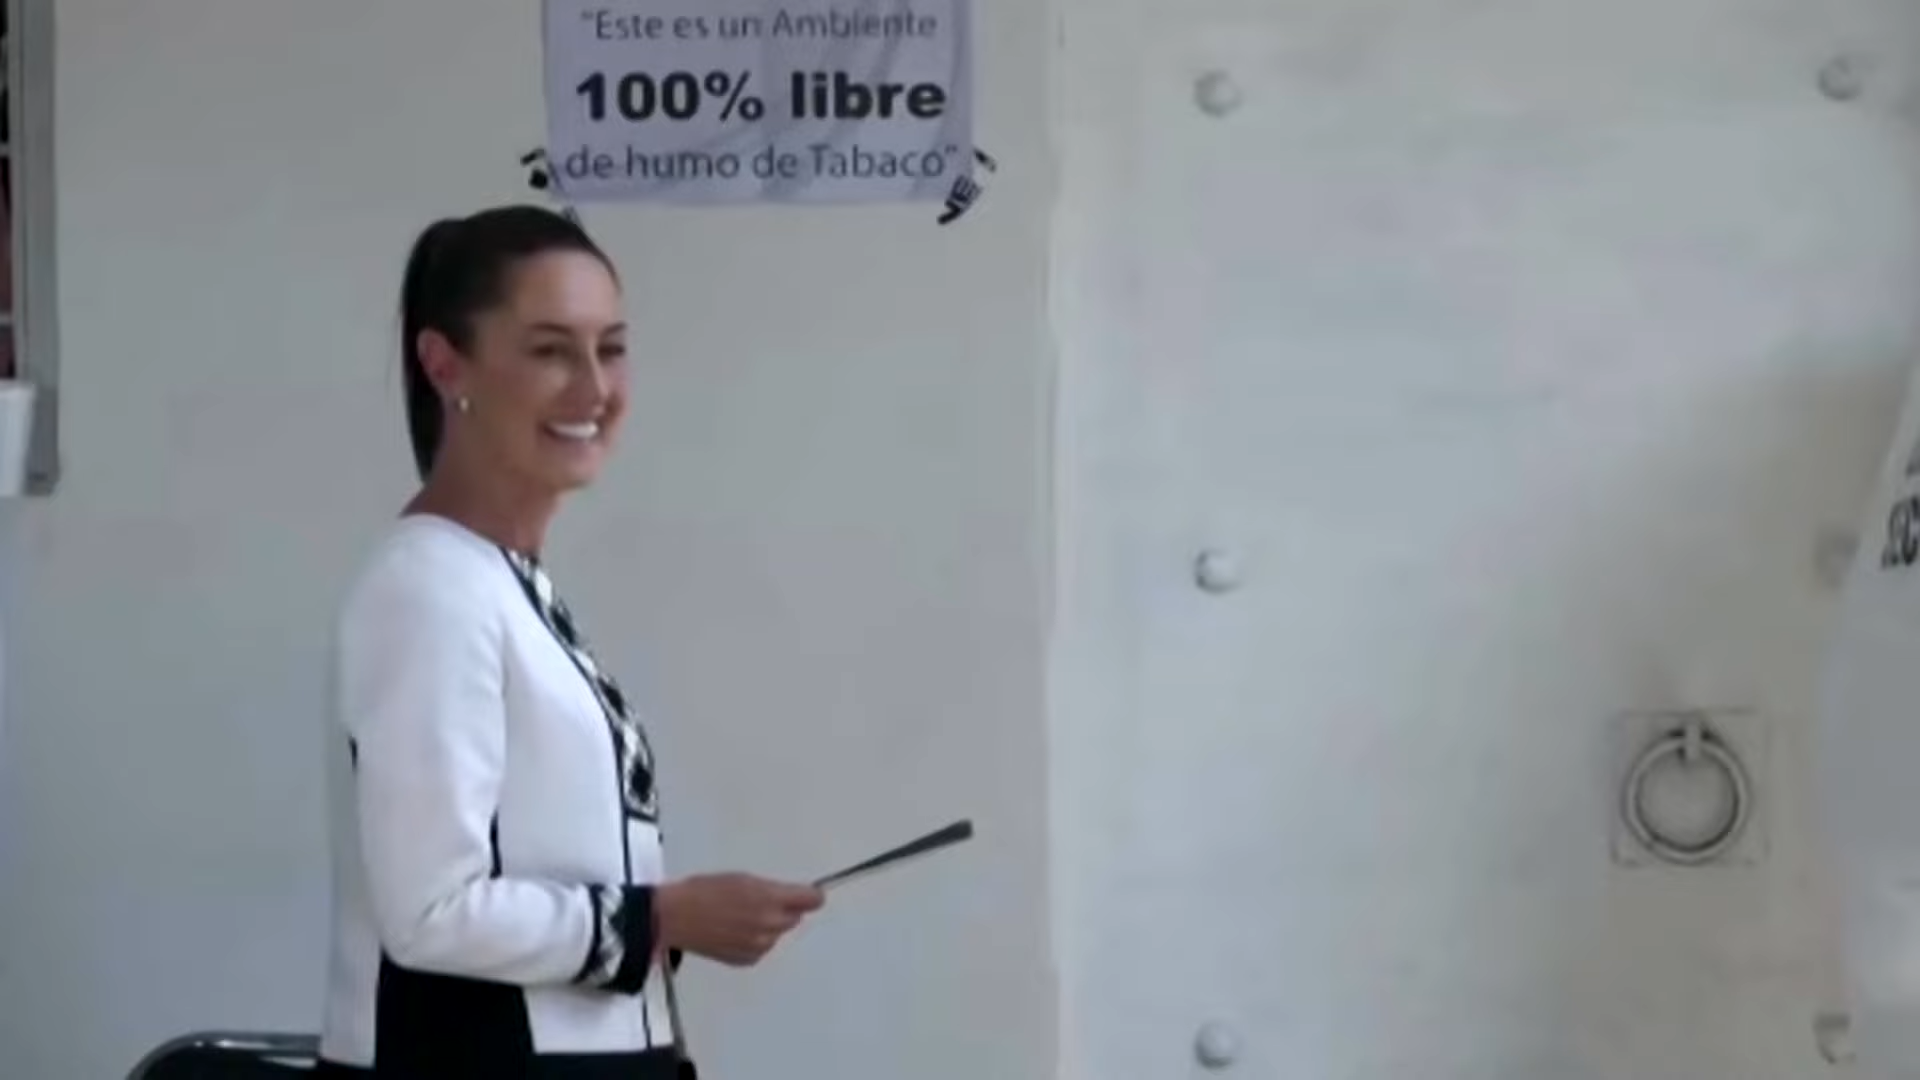 "Este es un Ambiente
100% libre
de humo de Tabaco"